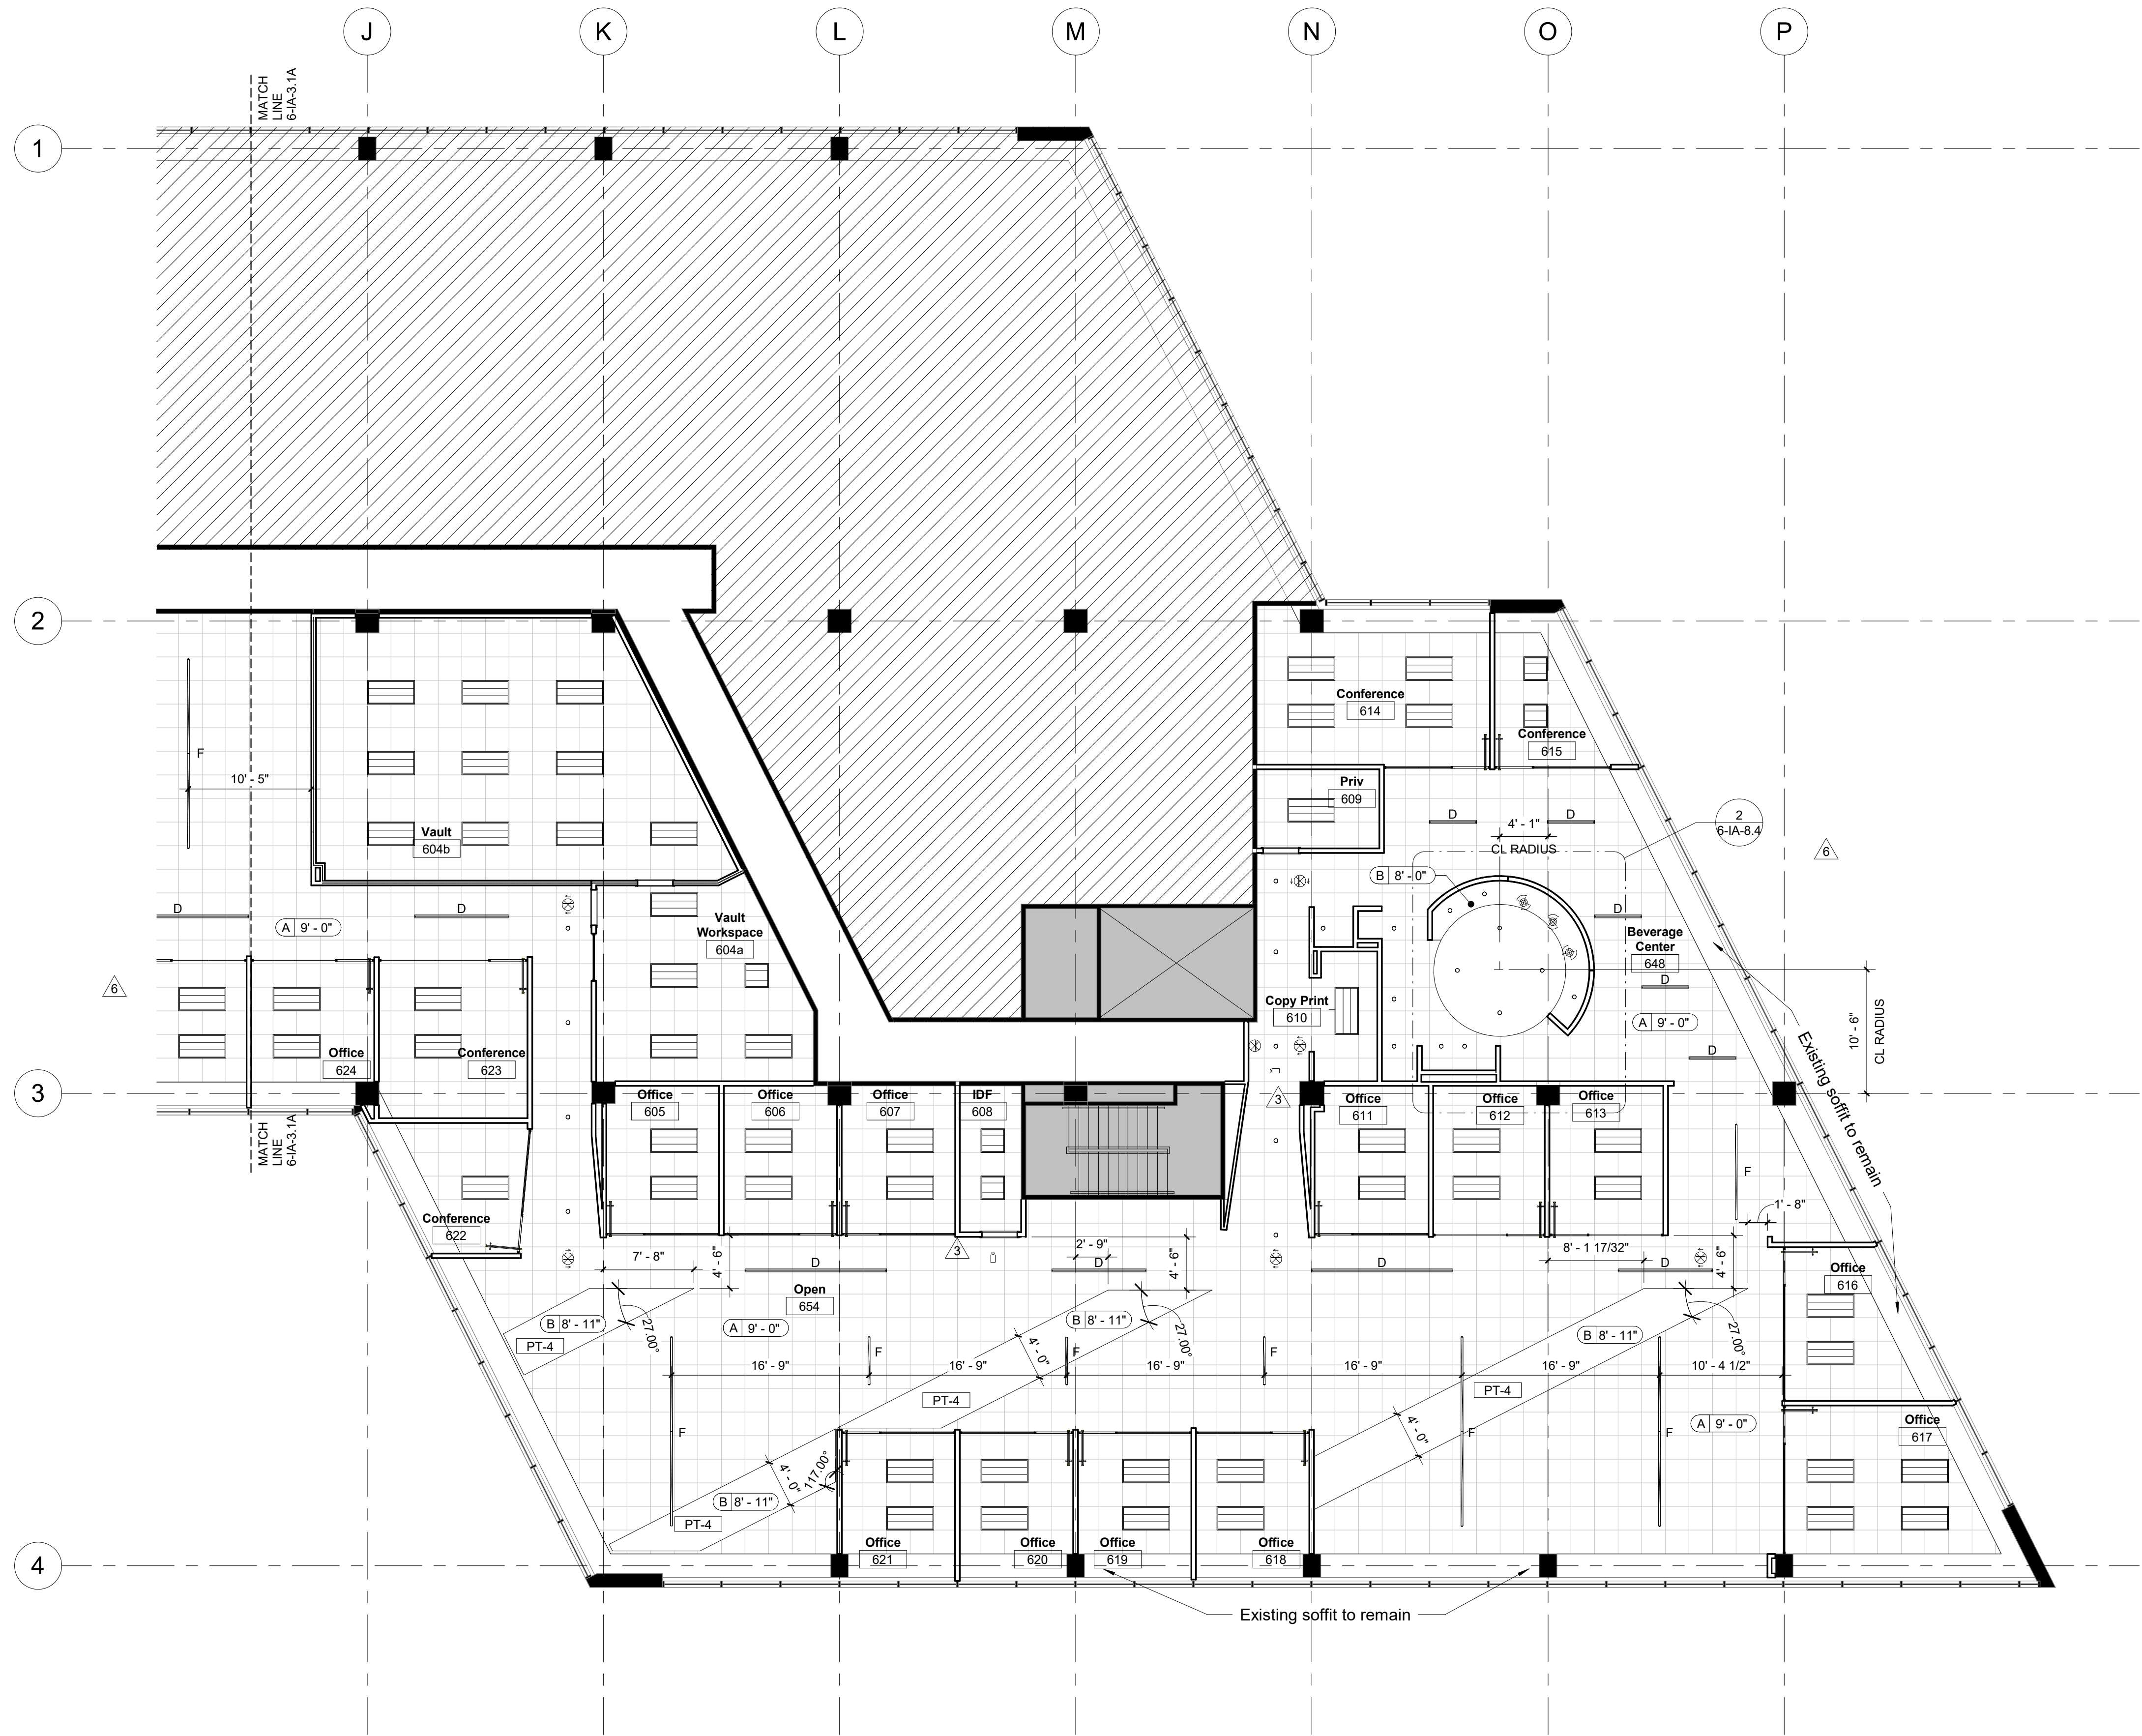 J K L M N O P
MATCH
LINE
6-IA-3.1A
1
2
Conference
614
Conference
615
F
10' - 5"
Priv
609
Vault
604b
D D
4' - 1"
CL RADIUS
2
6-IA-8.4
6
B 8' - 0"
D D
A 9' - 0"
D
Vault
Workspace
604a
Beverage
Center
648
D
6
Copy Print
610
A 9' - 0"
10' - 6"
CL RADIUS
Office
624
Conference
623
D
Existing soffit to remain
3
3
Office
605
Office
606
Office
607
IDF
608
Office
611
Office
612
Office
613
MATCH
LINE
6-IA-3.1A
F
1' - 8"
Conference
622
7' - 8"
4' - 6"
3
2' - 9"
4' - 6"
8' - 1 17/32"
4' - 6"
D D D D
Office
616
Open
654
B 8' - 11"
PT-4
27.00°
A 9' - 0"
B 8' - 11"
27.00°
B 8' - 11"
27.00°
F F F
4' - 0"
16' - 9" 16' - 9" 16' - 9" 16' - 9" 16' - 9" 10' - 4 1/2"
PT-4
PT-4
4' - 0"
F F F
A 9' - 0"
Office
617
4' - 0"
117.00°
B 8' - 11"
PT-4
Office
621
Office
620
Office
619
Office
618
4
Existing soffit to remain